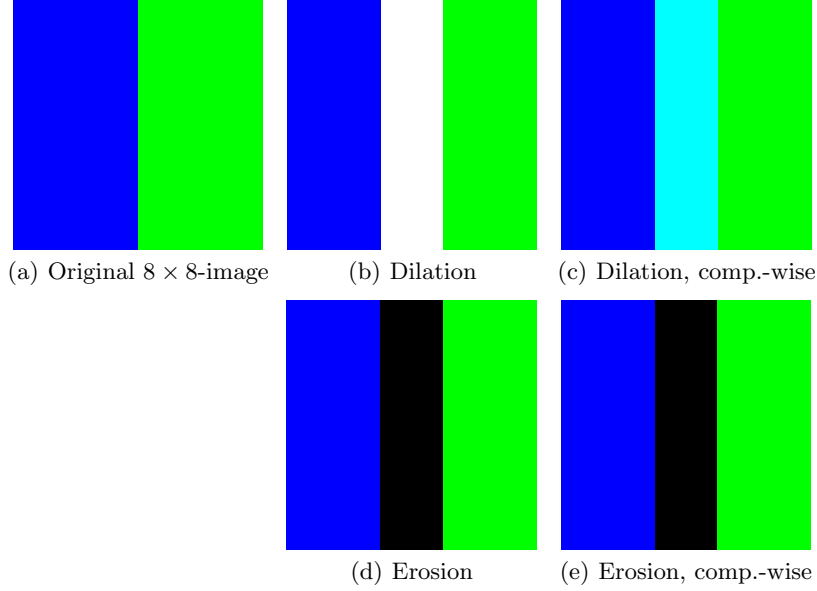 (a) Original 8 × 8-image
(b) Dilation
(c) Dilation, comp.-wise
(d) Erosion
(e) Erosion, comp.-wise